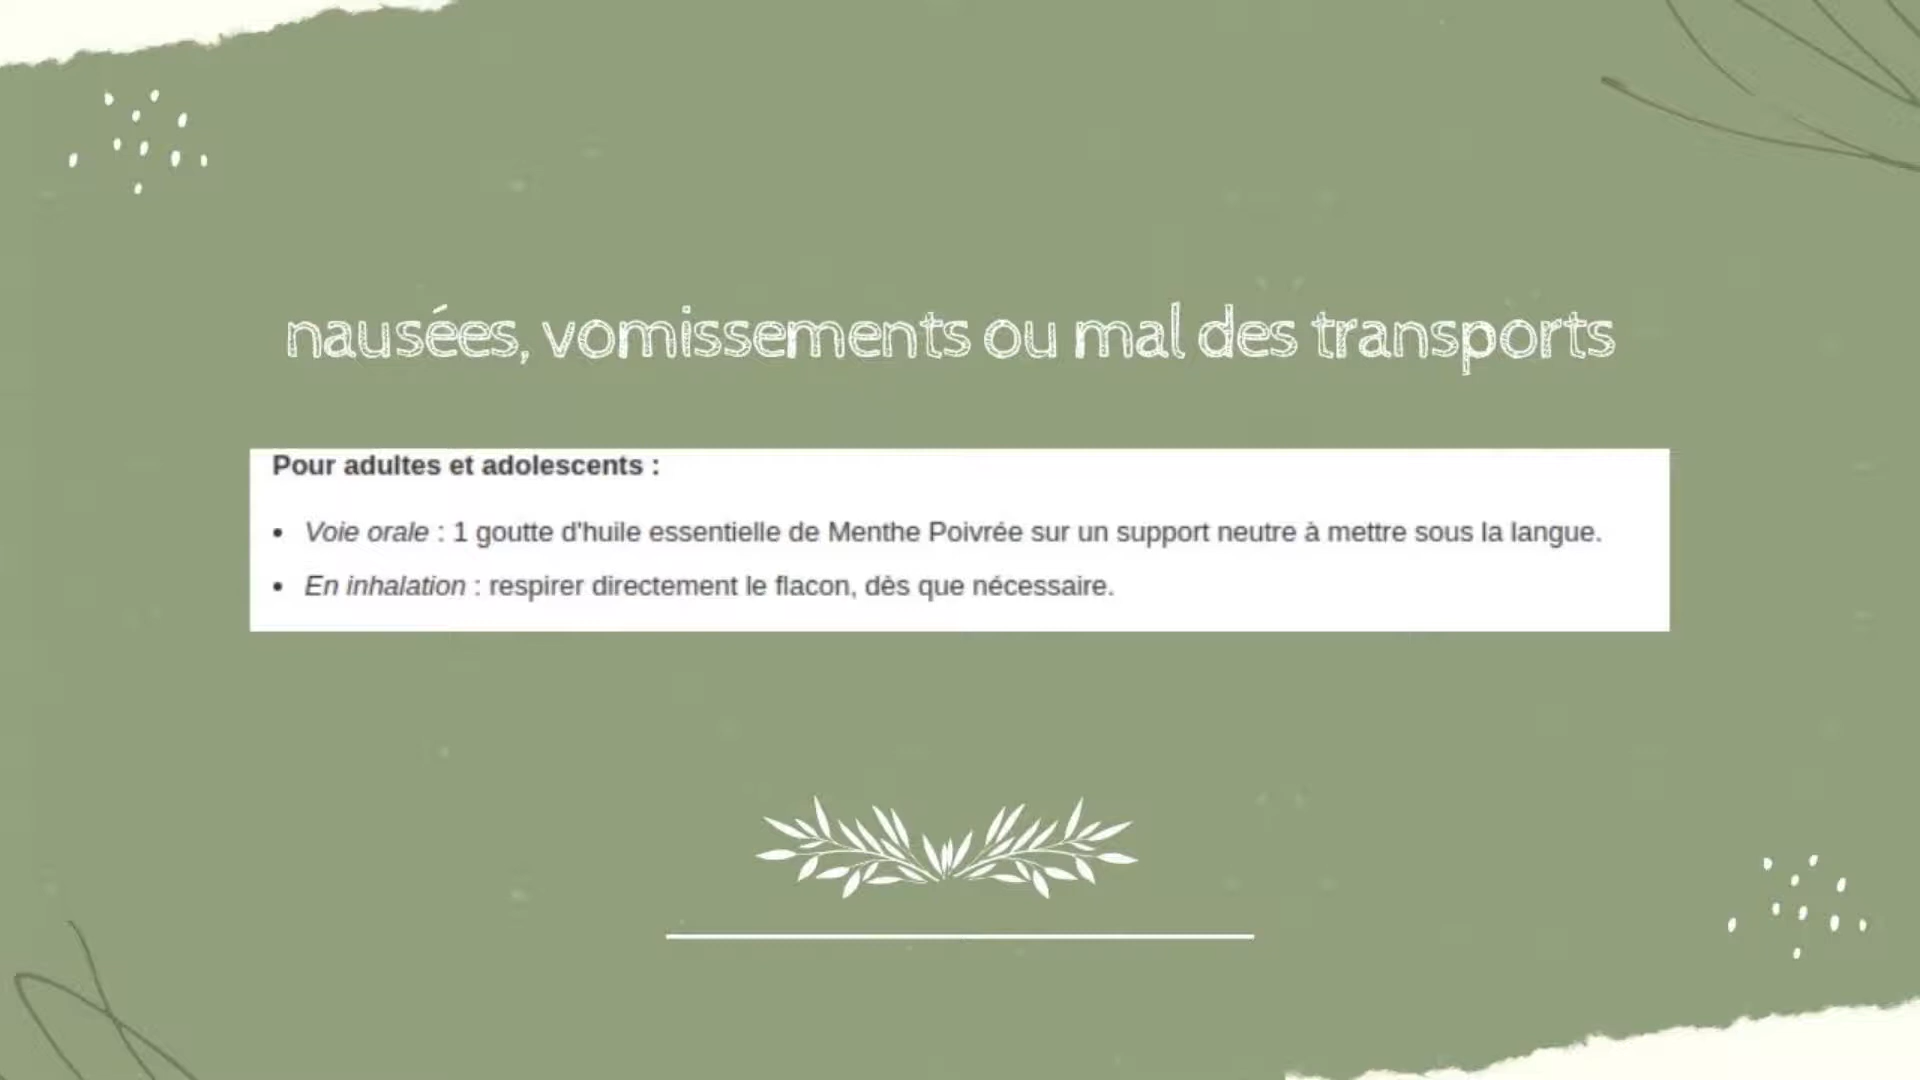 nausées, vomissements ou mal des transports
Pour adultes et adolescents :
• Voie orale : 1 goutte d'huile essentielle de Menthe Poivrée sur un support neutre à mettre sous la langue.
• En inhalation : respirer directement le flacon, dès que nécessaire.